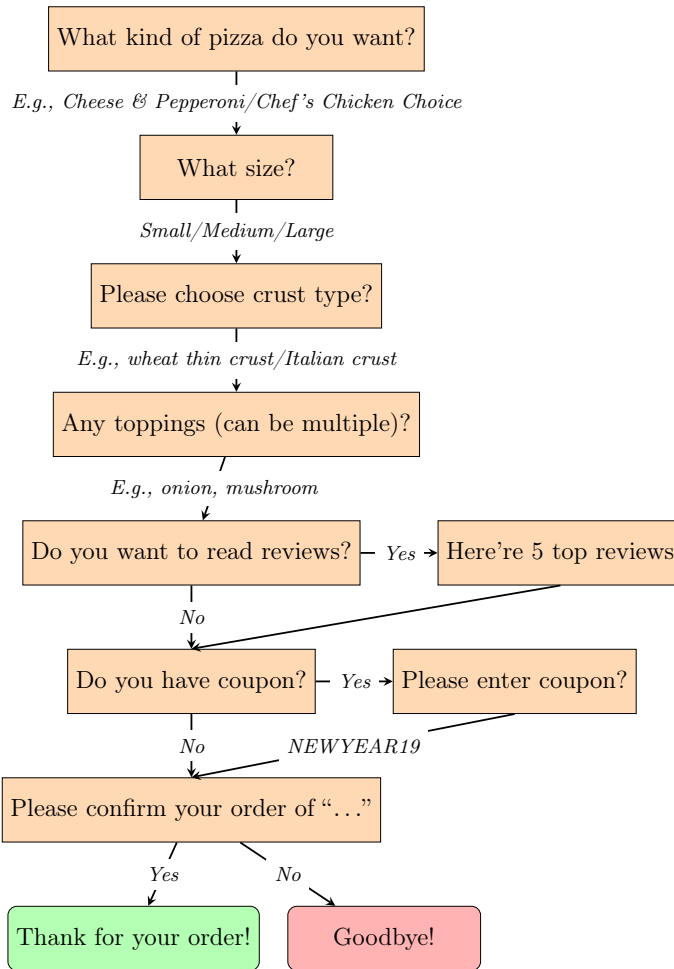 What kind of pizza do you want?
E.g., Cheese & Pepperoni/Chef's Chicken Choice
What size?
Small/Medium/Large
Please choose crust type?
E.g., wheat thin crust/Italian crust
Any toppings (can be multiple)?
E.g., onion, mushroom
Do you want to read reviews?
Yes
Here're 5 top reviews
No
Do you have coupon?
Yes
Please enter coupon?
No
NEWYEAR19
Please confirm your order of “...”
Yes
No
Thank for your order!
Goodbye!